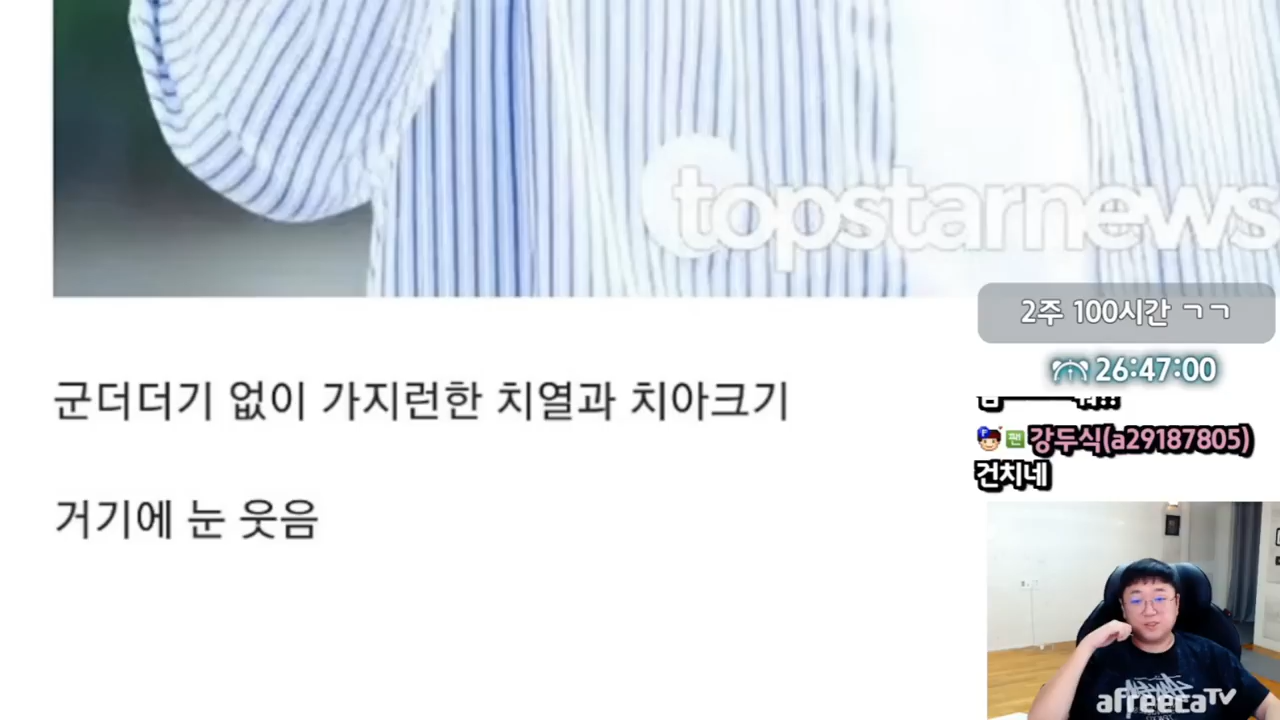 topstarnews
2주 100시간 ㄱㄱ
26:47:00
팬 강두식(a29187805)
건치네
군더더기 없이 가지런한 치열과 치아크기
거기에 눈 웃음
afreecaTV